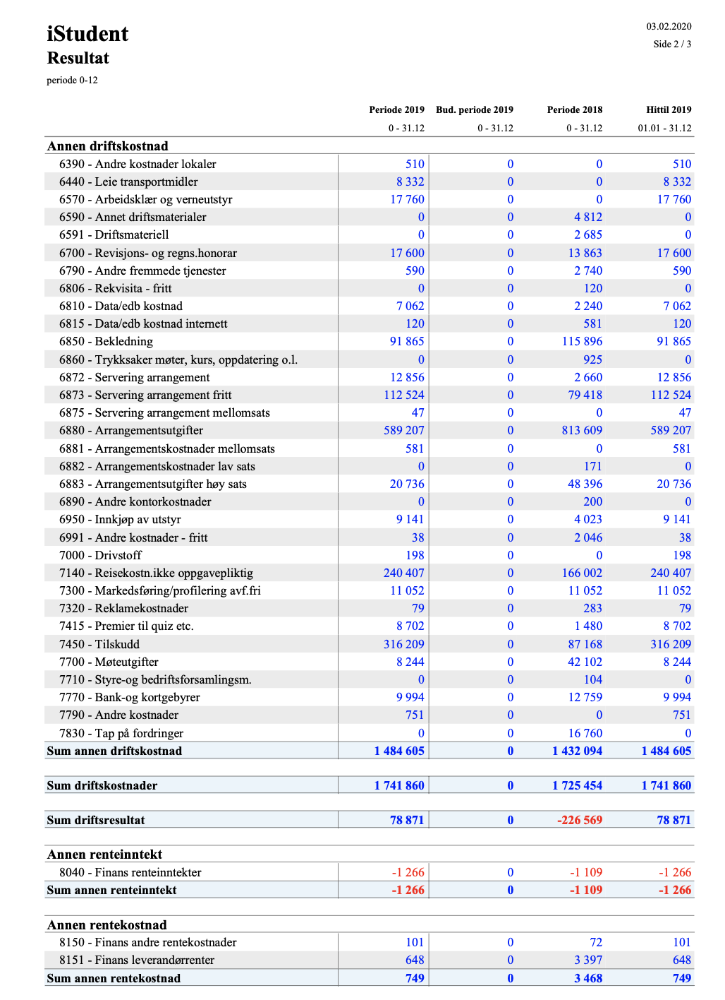 iStudent
03.02.2020
Resultat
Side 2 / 3
periode 0-12
Periode 2019 Bud. periode 2019 Periode 2018 Hittil 2019
0 - 31.12 0 - 31.12 0 - 31.12 01.01 - 31.12
Annen driftskostnad
6390 - Andre kostnader lokaler 510 0 0 510
6440 - Leie transportmidler 8 332 0 0 8 332
6570 - Arbeidsklær og verneutstyr 17 760 0 0 17 760
6590 - Annet driftsmaterialer 0 0 4 812 0
6591 - Driftsmateriell 0 0 2 685 0
6700 - Revisjons- og regns.honorar 17 600 0 13 863 17 600
6790 - Andre fremmede tjenester 590 0 2 740 590
6806 - Rekvisita - fritt 0 0 120 0
6810 - Data/edb kostnad 7 062 0 2 240 7 062
6815 - Data/edb kostnad internett 120 0 581 120
6850 - Bekledning 91 865 0 115 896 91 865
6860 - Trykksaker møter, kurs, oppdatering o.l. 0 0 925 0
6872 - Servering arrangement 12 856 0 2 660 12 856
6873 - Servering arrangement fritt 112 524 0 79 418 112 524
6875 - Servering arrangement mellomsats 47 0 0 47
6880 - Arrangementsutgifter 589 207 0 813 609 589 207
6881 - Arrangementskostnader mellomsats 581 0 0 581
6882 - Arrangementskostnader lav sats 0 0 171 0
6883 - Arrangementsutgifter høy sats 20 736 0 48 396 20 736
6890 - Andre kontorkostnader 0 0 200 0
6950 - Innkjøp av utstyr 9 141 0 4 023 9 141
6991 - Andre kostnader - fritt 38 0 2 046 38
7000 - Drivstoff 198 0 0 198
7140 - Reisekostn.ikke oppgavepliktig 240 407 0 166 002 240 407
7300 - Markedsføring/profilering avf.fri 11 052 0 11 052 11 052
7320 - Reklamekostnader 79 0 283 79
7415 - Premier til quiz etc. 8 702 0 1 480 8 702
7450 - Tilskudd 316 209 0 87 168 316 209
7700 - Møteutgifter 8 244 0 42 102 8 244
7710 - Styre-og bedriftsforsamlingsm. 0 0 104 0
7770 - Bank-og kortgebyrer 9 994 0 12 759 9 994
7790 - Andre kostnader 751 0 0 751
7830 - Tap på fordringer 0 0 16 760 0
Sum annen driftskostnad 1 484 605 0 1 432 094 1 484 605
Sum driftskostnader 1 741 860 0 1 725 454 1 741 860
Sum driftsresultat 78 871 0 -226 569 78 871
Annen renteinntekt
8040 - Finans renteinntekter -1 266 0 -1 109 -1 266
Sum annen renteinntekt -1 266 0 -1 109 -1 266
Annen rentekostnad
8150 - Finans andre rentekostnader 101 0 72 101
8151 - Finans leverandørrenter 648 0 3 397 648
Sum annen rentekostnad 749 0 3 468 749